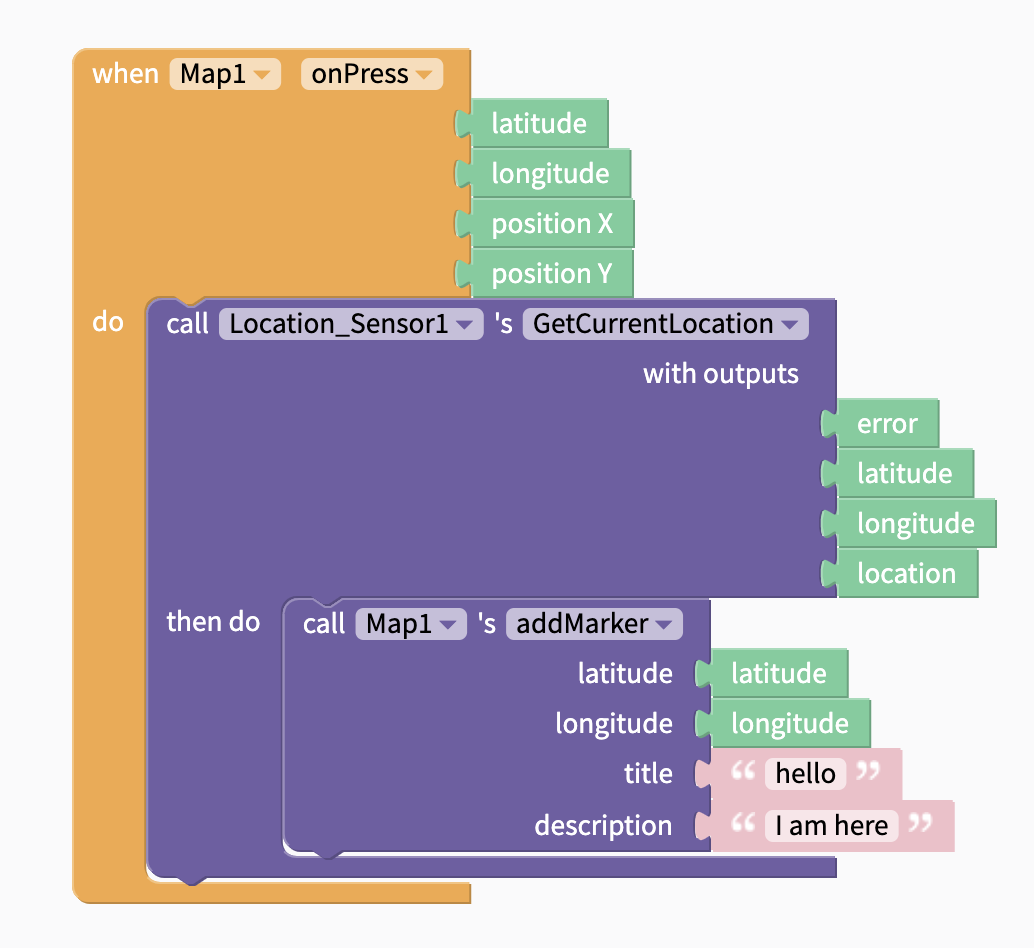 when Map1 onPress
latitude
longitude
position X
position Y
do call Location_Sensor1 's GetCurrentLocation
with outputs
error
latitude
longitude
location
then do call Map1 's addMarker
latitude latitude
longitude longitude
title “ hello ”
description “ I am here ”